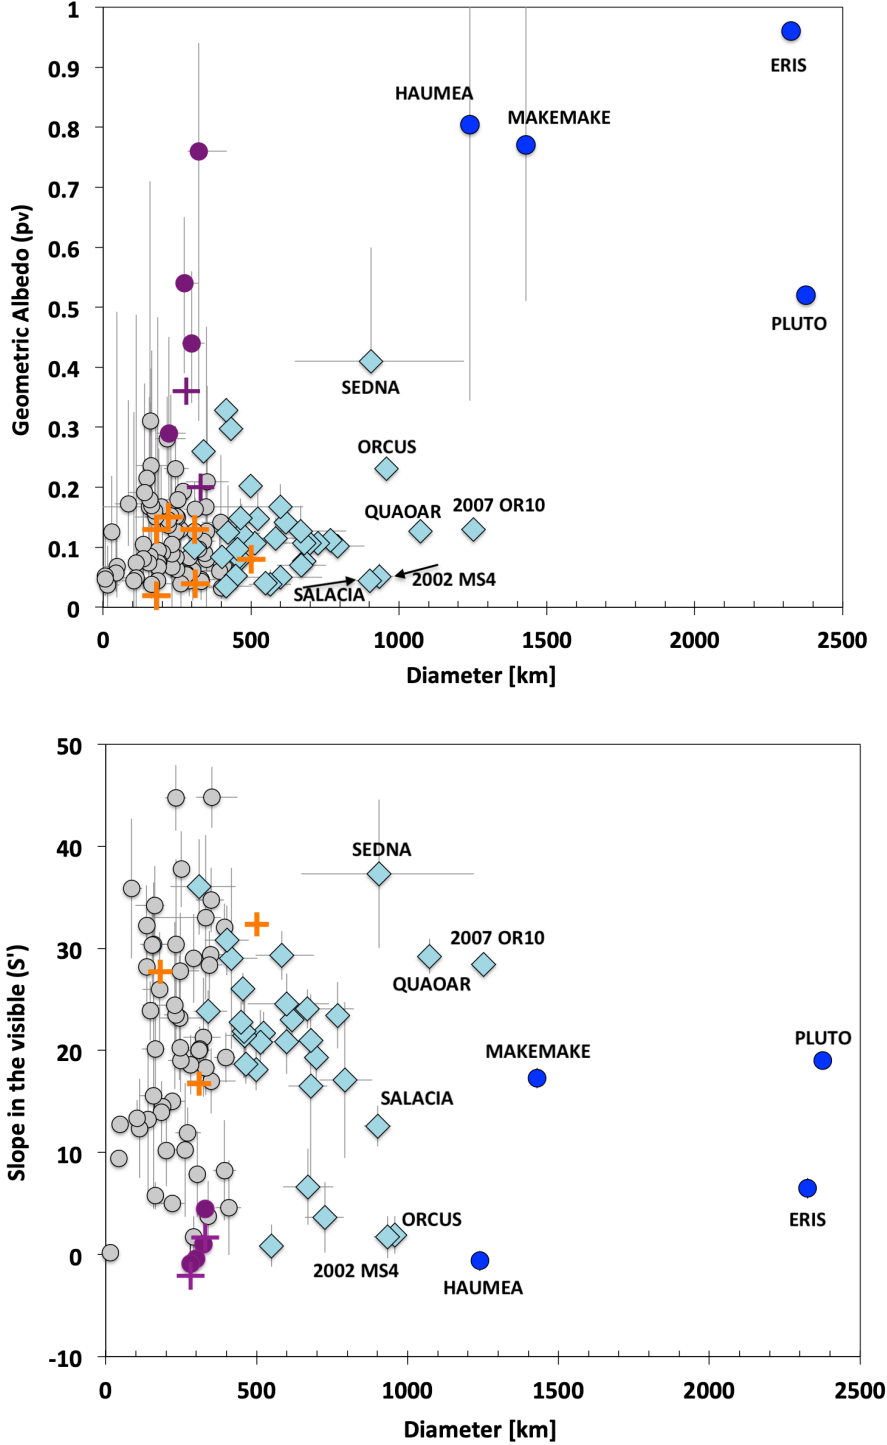 1
0.9
0.8
0.7
0.6
0.5
0.4
0.3
0.2
0.1
0
Geometric Albedo (pv)
ERIS
HAUMEA
MAKEMAKE
PLUTO
SEDNA
ORCUS
QUAOAR
2007 OR10
2002 MS4
SALACIA
0 500 1000 1500 2000 2500
Diameter [km]
50
40
30
20
10
0
-10
Slope in the visible (S')
SEDNA
2007 OR10
QUAOAR
MAKEMAKE
PLUTO
SALACIA
ORCUS
ERIS
2002 MS4
HAUMEA
0 500 1000 1500 2000 2500
Diameter [km]